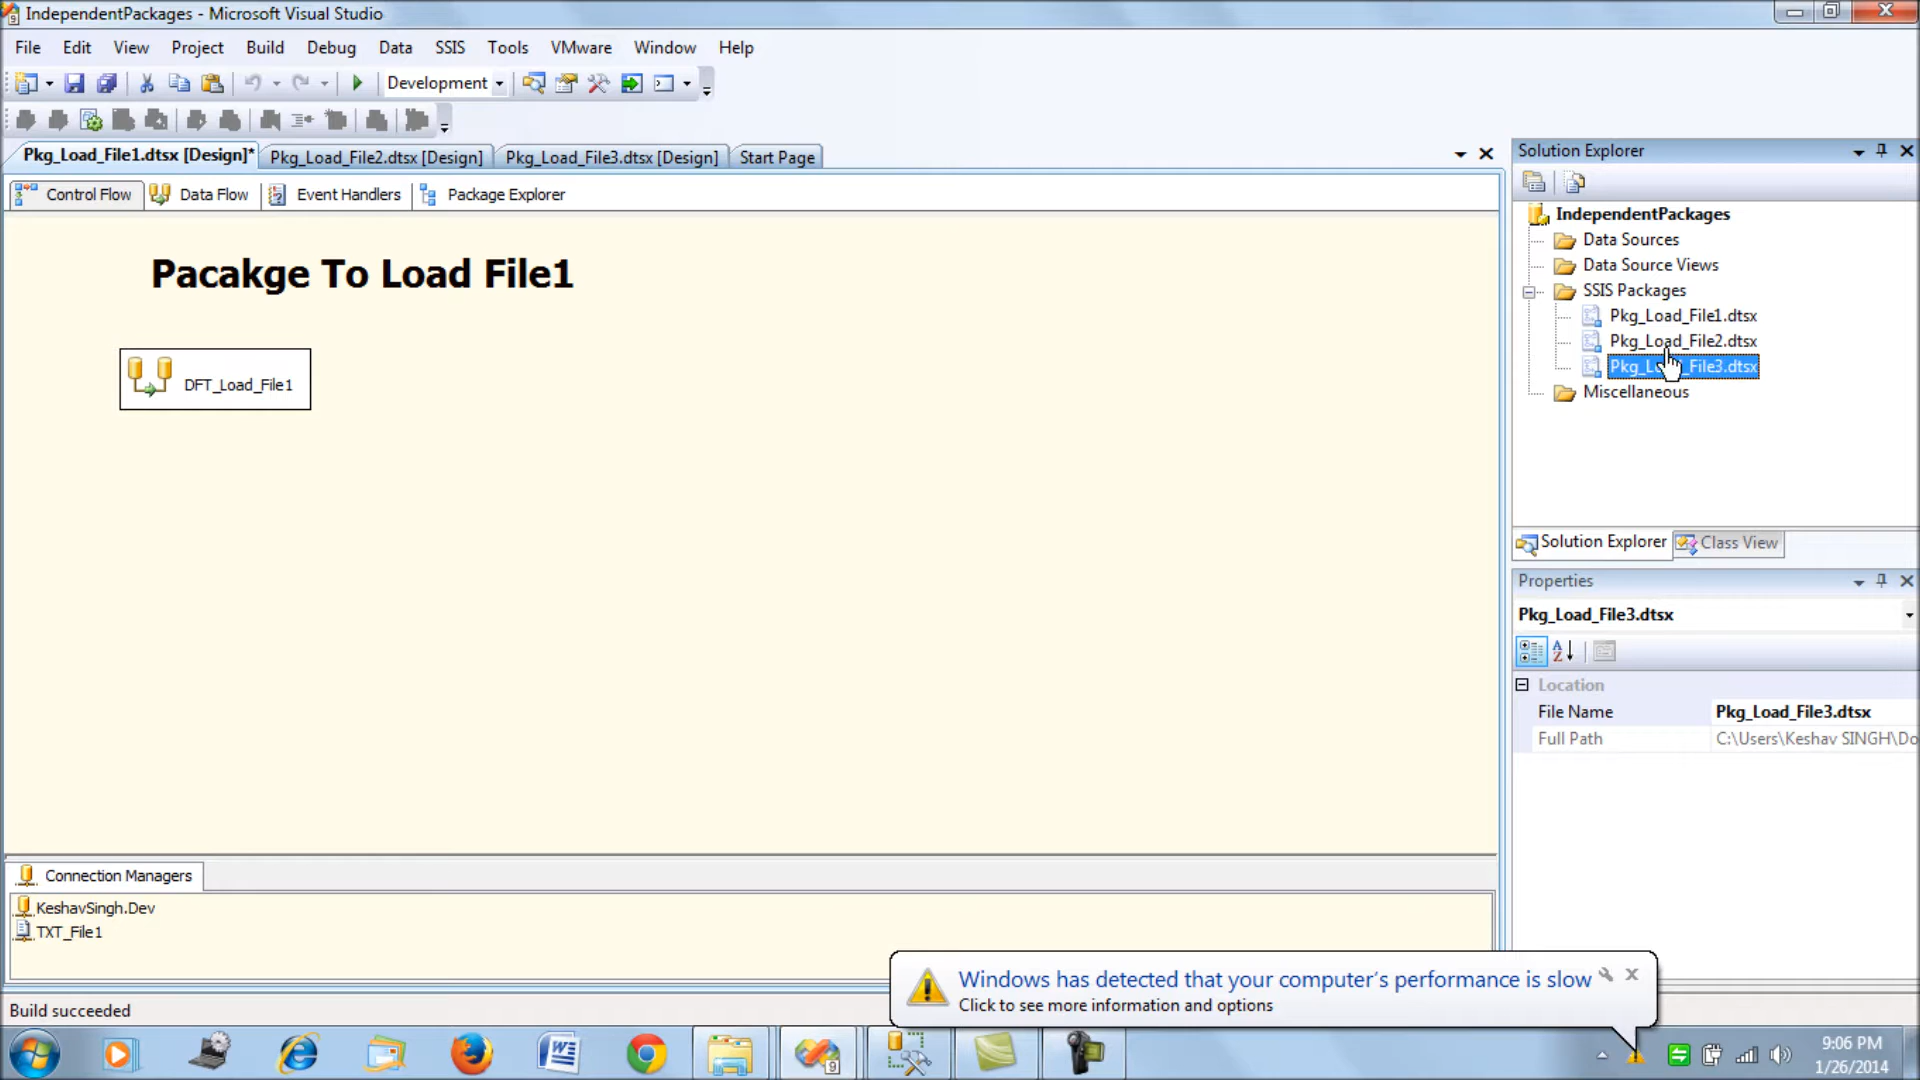 IndependentPackages - Microsoft Visual Studio
File Edit View Project Build Debug Data SSIS Tools VMware Window Help
Development
Pkg_Load_File1.dtsx [Design]* Pkg_Load_File2.dtsx [Design] Pkg_Load_File3.dtsx [Design] Start Page
Control Flow Data Flow Event Handlers Package Explorer
Pacakge To Load File1
DFT_Load_File1
Connection Managers
KeshavSingh.Dev
TXT_File1
Build succeeded
Solution Explorer
IndependentPackages
Data Sources
Data Source Views
SSIS Packages
Pkg_Load_File1.dtsx
Pkg_Load_File2.dtsx
Pkg_Load_File3.dtsx
Miscellaneous
Solution Explorer Class View
Properties
Pkg_Load_File3.dtsx
Location
File Name Pkg_Load_File3.dtsx
Full Path C:\Users\Keshav SINGH\Do
Windows has detected that your computer's performance is slow
Click to see more information and options
9:06 PM
1/26/2014